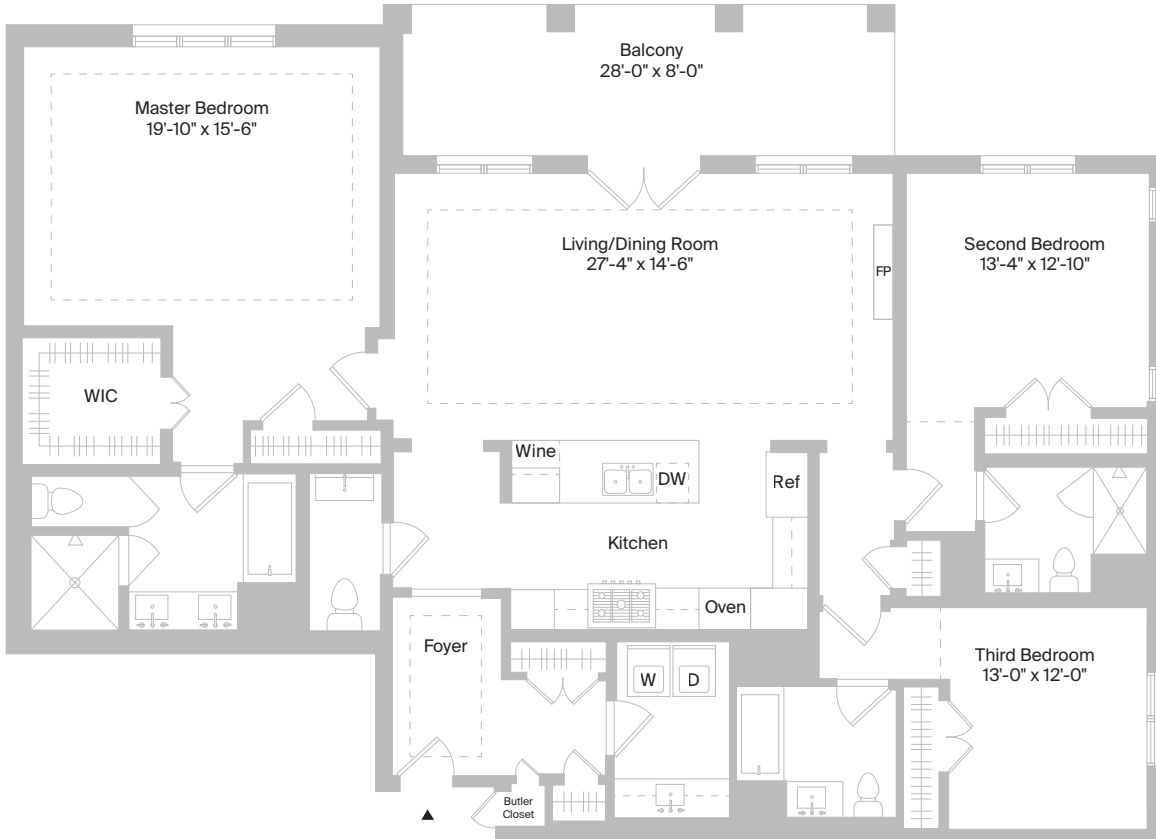 Balcony
28'-0" x 8'-0"
Master Bedroom
19'-10" x 15'-6"
Living/Dining Room
27'-4" x 14'-6"
Second Bedroom
13'-4" x 12'-10"
FP
WIC
Wine
DW
Ref
Kitchen
Oven
Foyer
W
D
Third Bedroom
13'-0" x 12'-0"
Butler
Closet